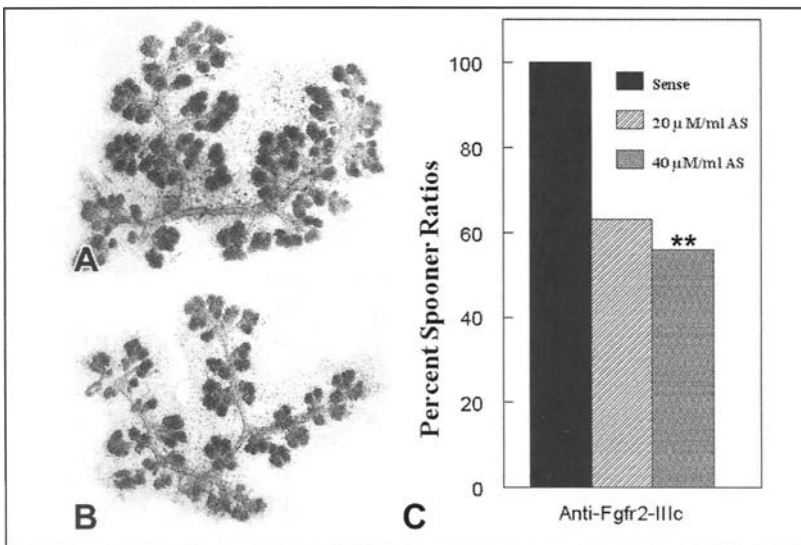 A
B
C
Percent Spooner Ratios
100
80
60
40
20
0
Sense
20 µ M/ml AS
40 µM/ml AS
**
Anti-Fgfr2-IIIc